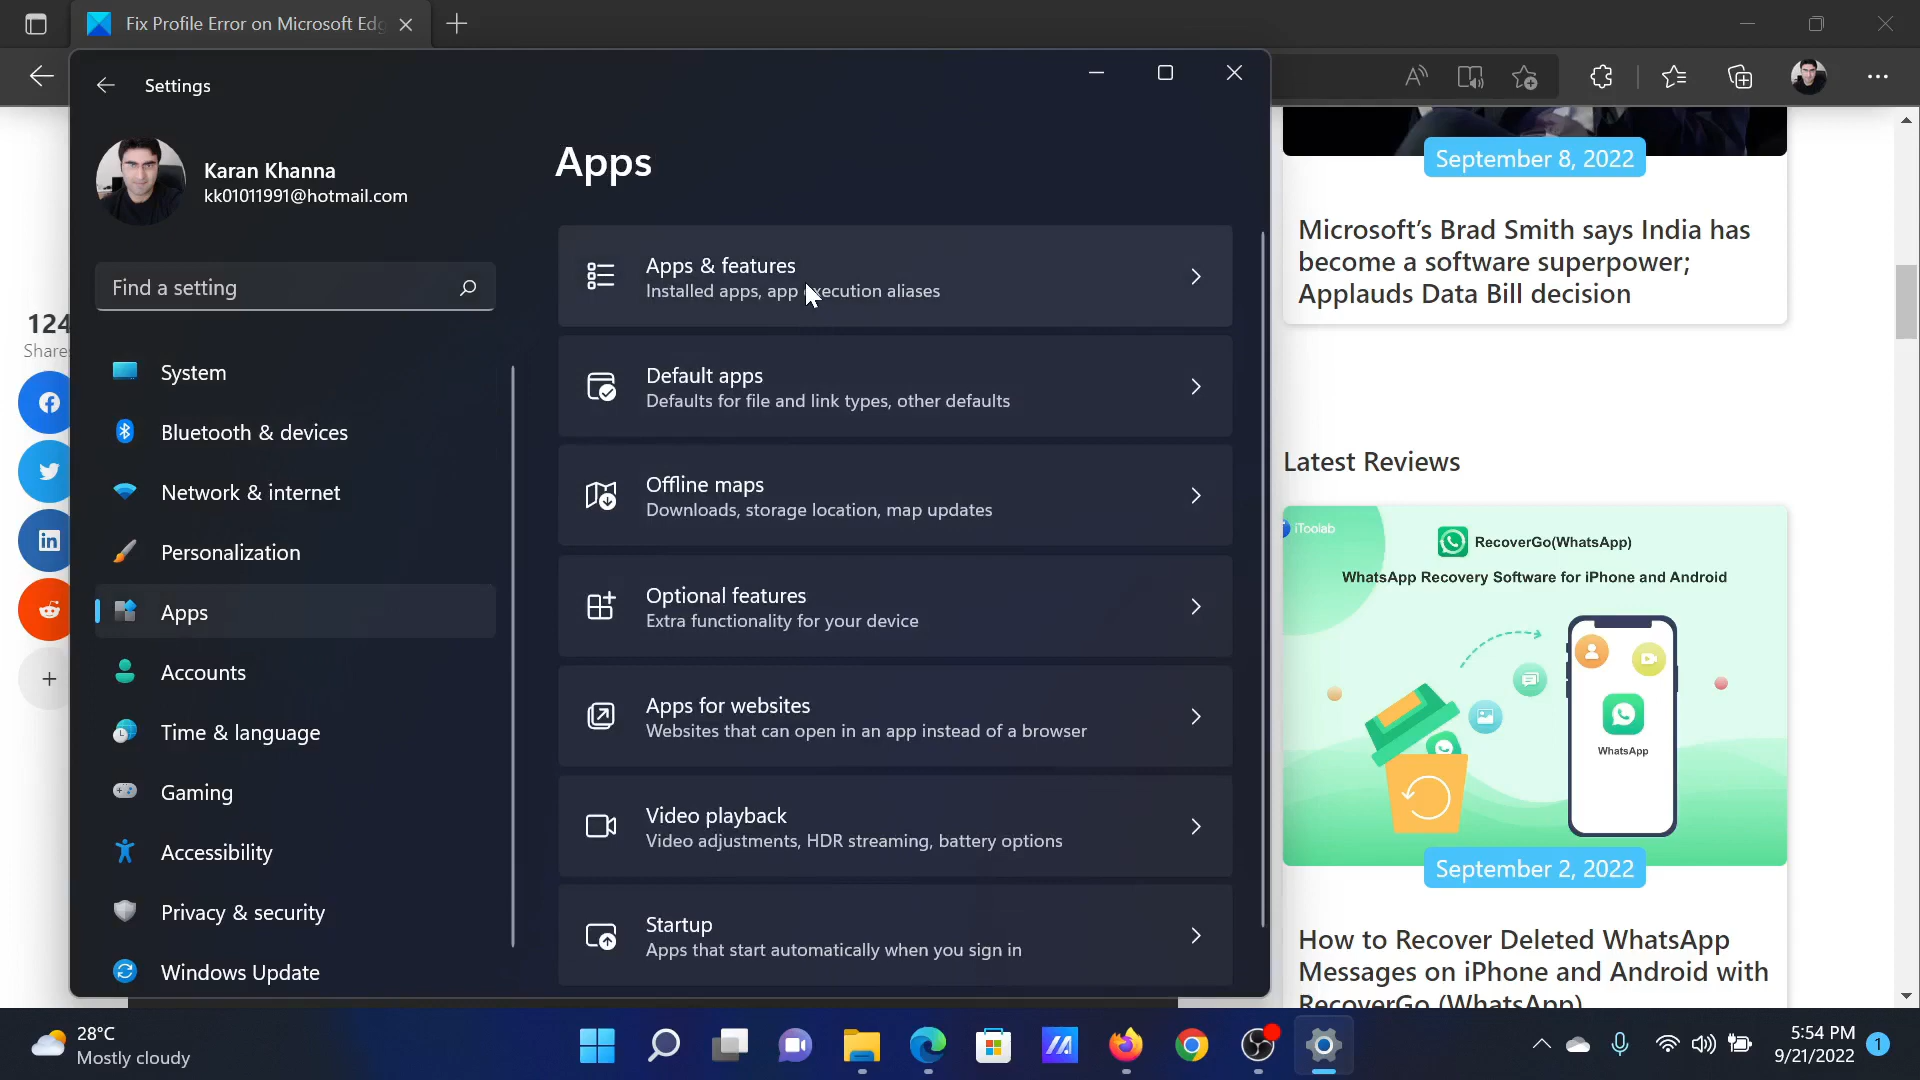 Fix Profile Error on Microsoft Edg
Settings
Karan Khanna
kk01011991@hotmail.com
Find a setting
System
Bluetooth & devices
Network & internet
Personalization
Apps
Accounts
Time & language
Gaming
Accessibility
Privacy & security
Windows Update
Apps
Apps & features
Installed apps, app execution aliases
Default apps
Defaults for file and link types, other defaults
Offline maps
Downloads, storage location, map updates
Optional features
Extra functionality for your device
Apps for websites
Websites that can open in an app instead of a browser
Video playback
Video adjustments, HDR streaming, battery options
Startup
Apps that start automatically when you sign in
124
Share
September 8, 2022
Microsoft's Brad Smith says India has
become a software superpower;
Applauds Data Bill decision
Latest Reviews
iToolab
RecoverGo(WhatsApp)
WhatsApp Recovery Software for iPhone and Android
WhatsApp
September 2, 2022
How to Recover Deleted WhatsApp
Messages on iPhone and Android with
RecoverGo (WhatsApp)
28°C
Mostly cloudy
5:54 PM
9/21/2022
1